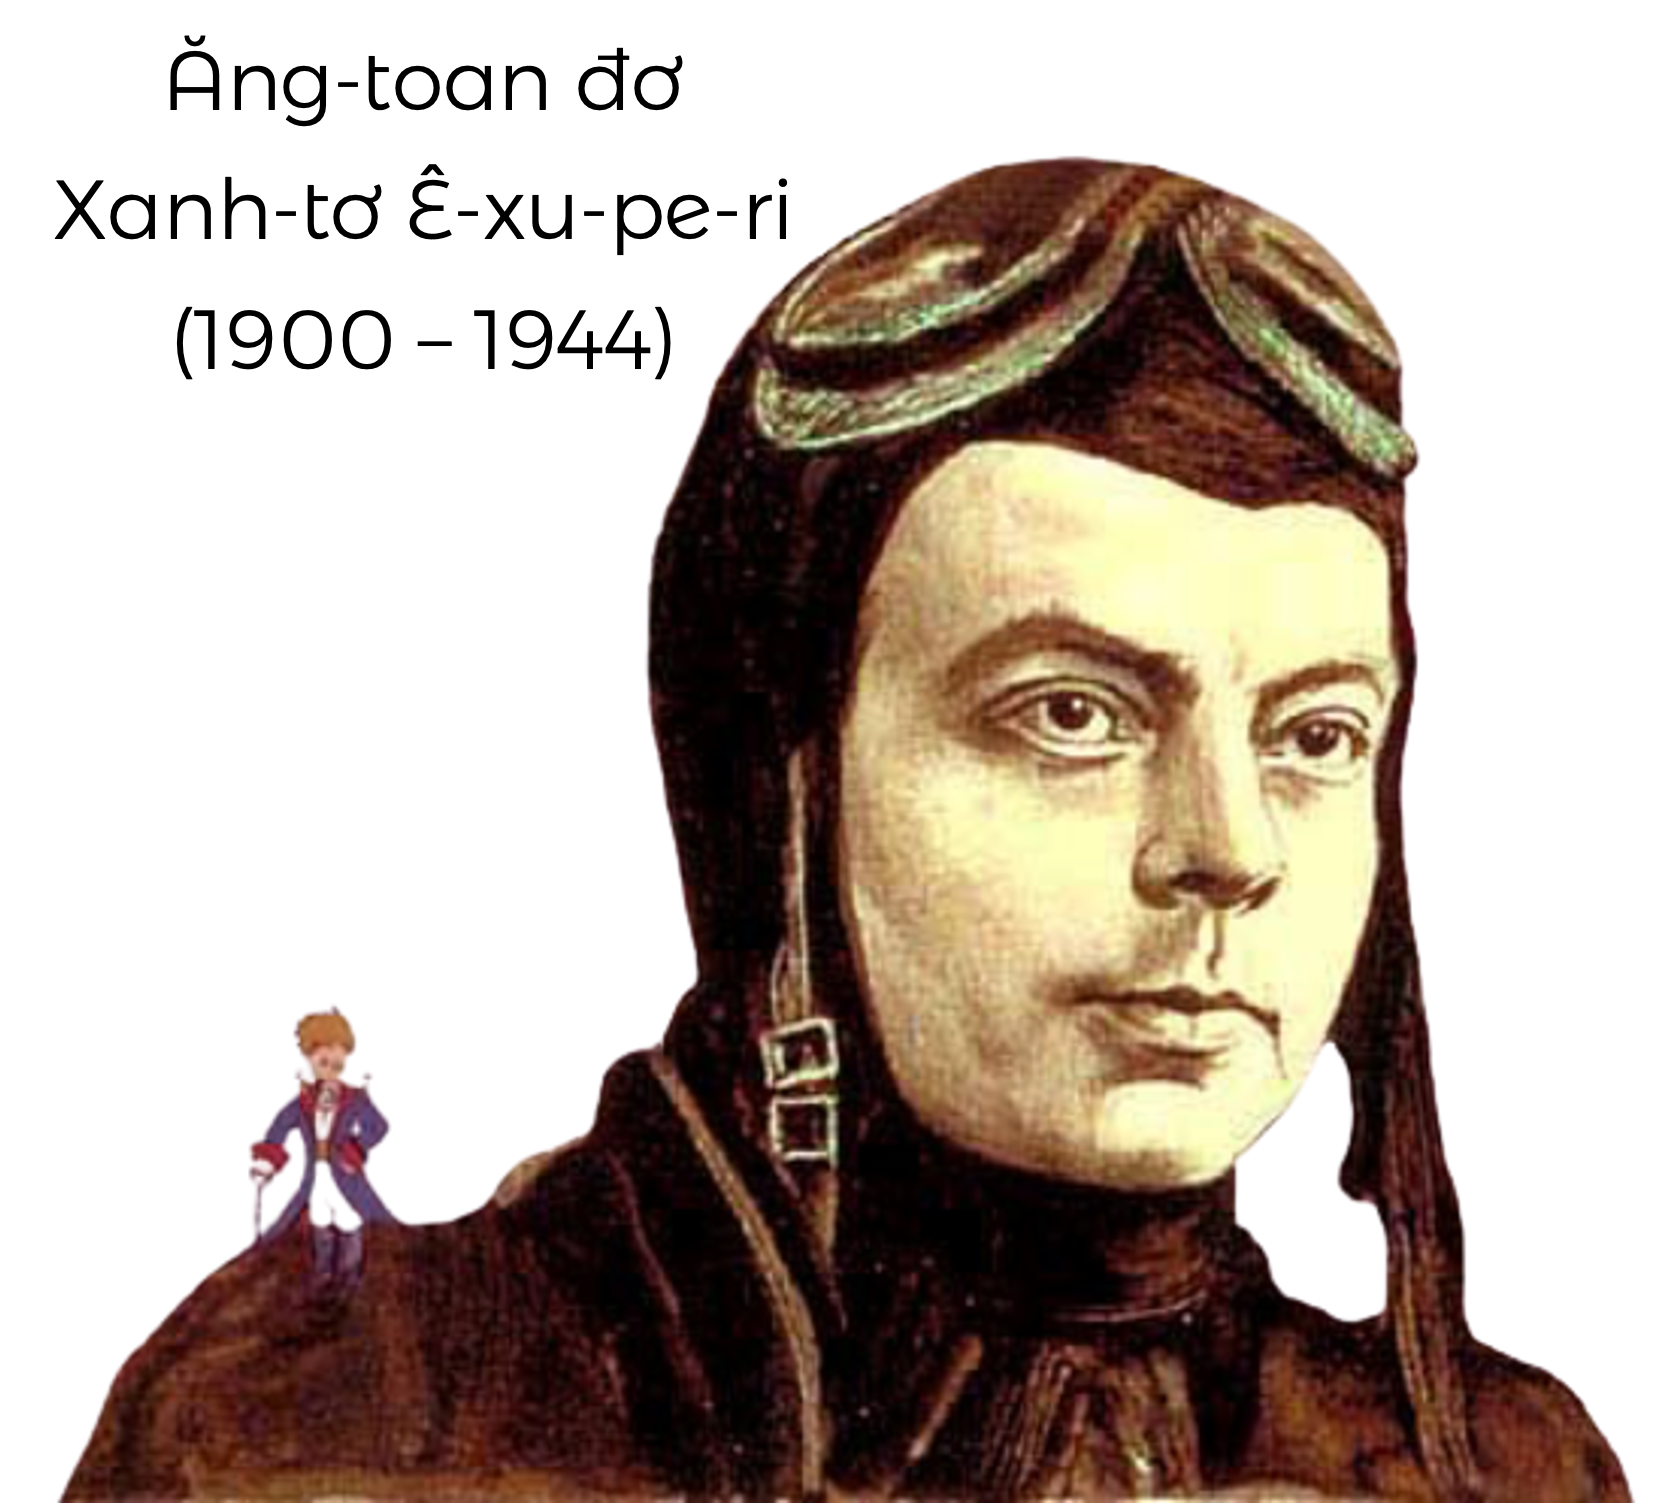 Ăng-toan đơ
Xanh-tơ Ê-xu-pe-ri
(1900 – 1944)